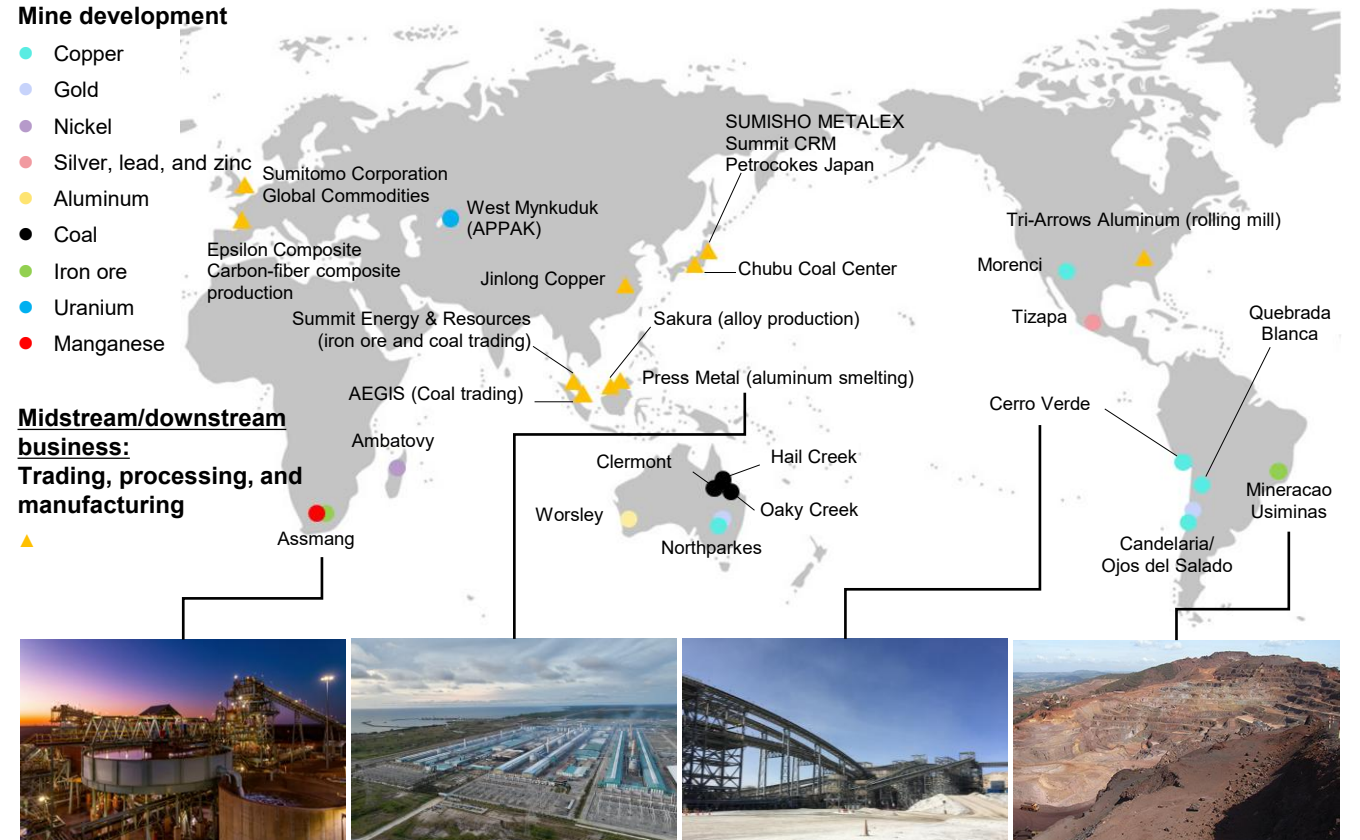 Mine development
Copper
Gold
Nickel
Silver, lead, and zinc
Aluminum
Coal
Iron ore
Uranium
Manganese
Midstream/downstream
business:
Trading, processing, and
manufacturing
Sumitomo Corporation
Global Commodities
Epsilon Composite
Carbon-fiber composite
production
West Mynkuduk
(APPAK)
SUMISHO METALEX
Summit CRM
Petrocokes Japan
Chubu Coal Center
Jinlong Copper
Summit Energy & Resources
(iron ore and coal trading)
Sakura (alloy production)
AEGIS (Coal trading)
Press Metal (aluminum smelting)
Ambatovy
Assmang
Clermont
Hail Creek
Oaky Creek
Worsley
Northparkes
Tri-Arrows Aluminum (rolling mill)
Morenci
Tizapa
Quebrada
Blanca
Cerro Verde
Mineracao
Usiminas
Candelaria/
Ojos del Salado